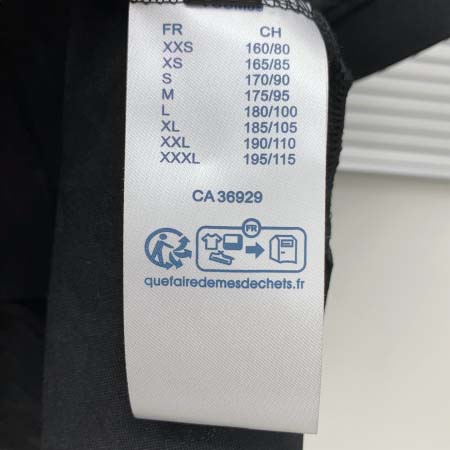 FR CH
XXS 160/80
XS 165/85
S 170/90
M 175/95
L 180/100
XL 185/105
XXL 190/110
XXXL 195/115
CA 36929
FR
quefairedemesdechets.fr